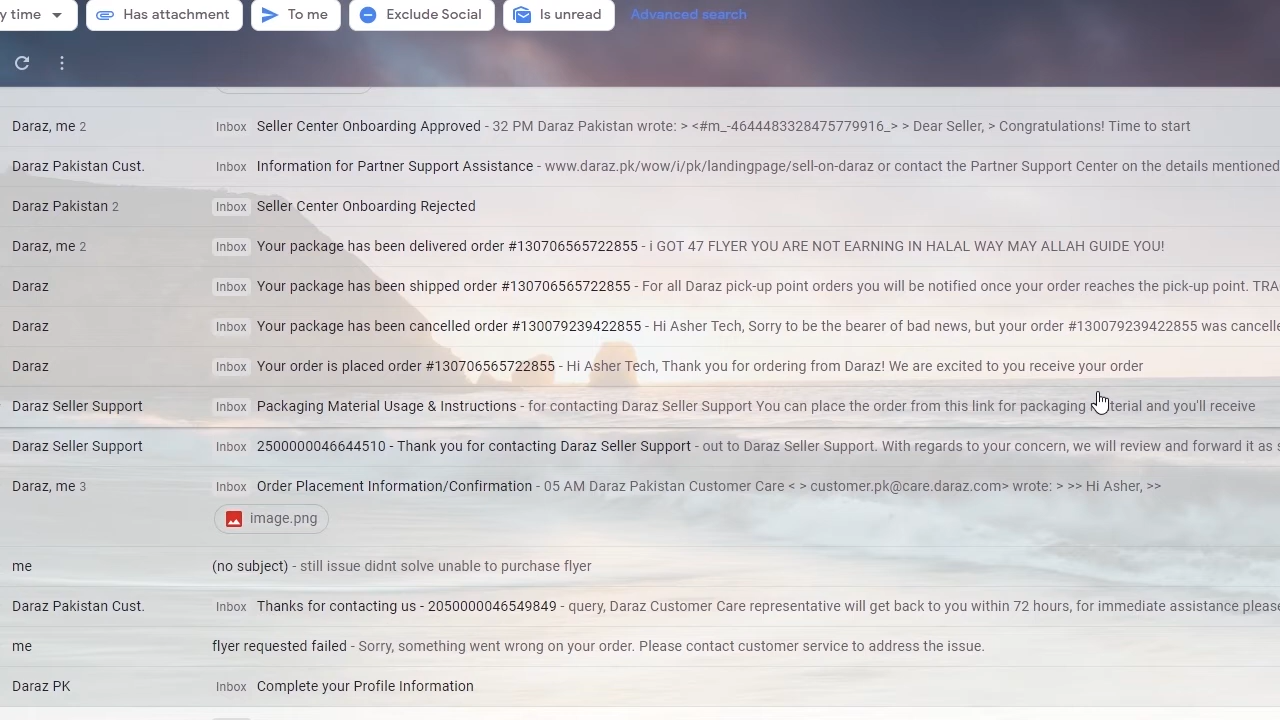 y time Has attachment To me Exclude Social Is unread Advanced search
Daraz, me 2 Inbox Seller Center Onboarding Approved - 32 PM Daraz Pakistan wrote: > <#m_-4644483328475779916_> > Dear Seller, > Congratulations! Time to start
Daraz Pakistan Cust. Inbox Information for Partner Support Assistance - www.daraz.pk/wow/i/pk/landingpage/sell-on-daraz or contact the Partner Support Center on the details mentioned
Daraz Pakistan 2 Inbox Seller Center Onboarding Rejected
Daraz, me 2 Inbox Your package has been delivered order #130706565722855 - i GOT 47 FLYER YOU ARE NOT EARNING IN HALAL WAY MAY ALLAH GUIDE YOU!
Daraz Inbox Your package has been shipped order #130706565722855 - For all Daraz pick-up point orders you will be notified once your order reaches the pick-up point. TRA
Daraz Inbox Your package has been cancelled order #130079239422855 - Hi Asher Tech, Sorry to be the bearer of bad news, but your order #130079239422855 was cancelle
Daraz Inbox Your order is placed order #130706565722855 - Hi Asher Tech, Thank you for ordering from Daraz! We are excited to you receive your order
Daraz Seller Support Inbox Packaging Material Usage & Instructions - for contacting Daraz Seller Support You can place the order from this link for packaging material and you'll receive
Daraz Seller Support Inbox 2500000046644510 - Thank you for contacting Daraz Seller Support - out to Daraz Seller Support. With regards to your concern, we will review and forward it as s
Daraz, me 3 Inbox Order Placement Information/Confirmation - 05 AM Daraz Pakistan Customer Care < > customer.pk@care.daraz.com> wrote: > >> Hi Asher, >>
image.png
me (no subject) - still issue didnt solve unable to purchase flyer
Daraz Pakistan Cust. Inbox Thanks for contacting us - 2050000046549849 - query, Daraz Customer Care representative will get back to you within 72 hours, for immediate assistance please
me flyer requested failed - Sorry, something went wrong on your order. Please contact customer service to address the issue.
Daraz PK Inbox Complete your Profile Information